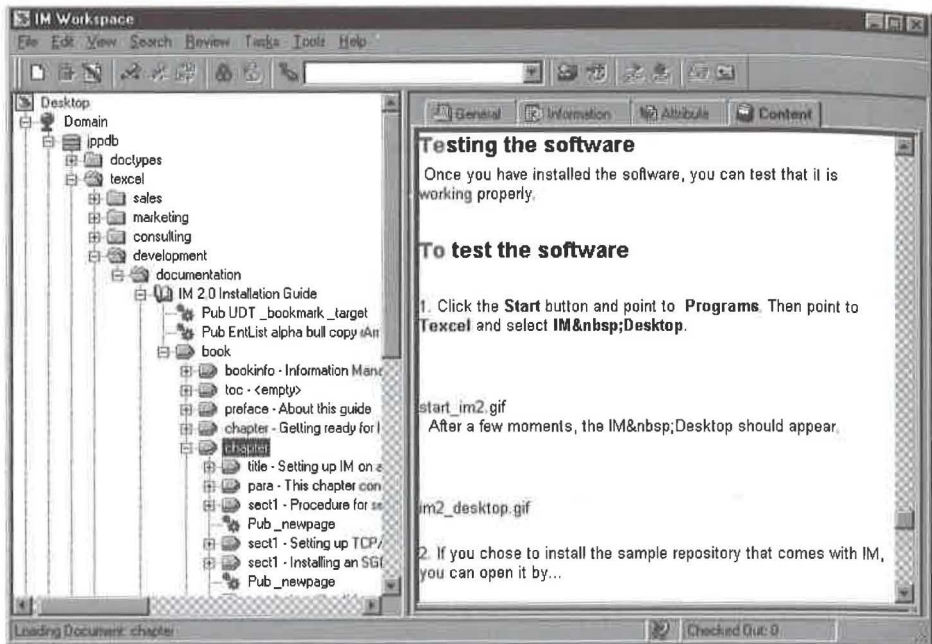 IM Workspace
File Edit View Search Review Tasks Tools Help
Desktop
Domain
jppdb
doctypes
texcel
sales
marketing
consulting
development
documentation
IM 2.0 Installation Guide
Pub UDT _bookmark _target
Pub EntList alpha bull copy
book
bookinfo - Information
toc - <empty>
preface - About this guide
chapter - Getting ready for
chapter
title - Setting up IM on
para - This chapter
sect1 - Procedure for
Pub _newpage
sect1 - Setting up TCP/
sect1 - Installing an
Pub _newpage
General Information Attribute Content
Testing the software
Once you have installed the software, you can test that it is
working properly.
To test the software
1. Click the Start button and point to Programs. Then point to
Texcel and select IM&nbsp;Desktop.
start_im2.gif
After a few moments, the IM&nbsp;Desktop should appear.
im2_desktop.gif
2. If you chose to install the sample repository that comes with IM,
you can open it by...
Loading Document: chapter
Checked Out: 0